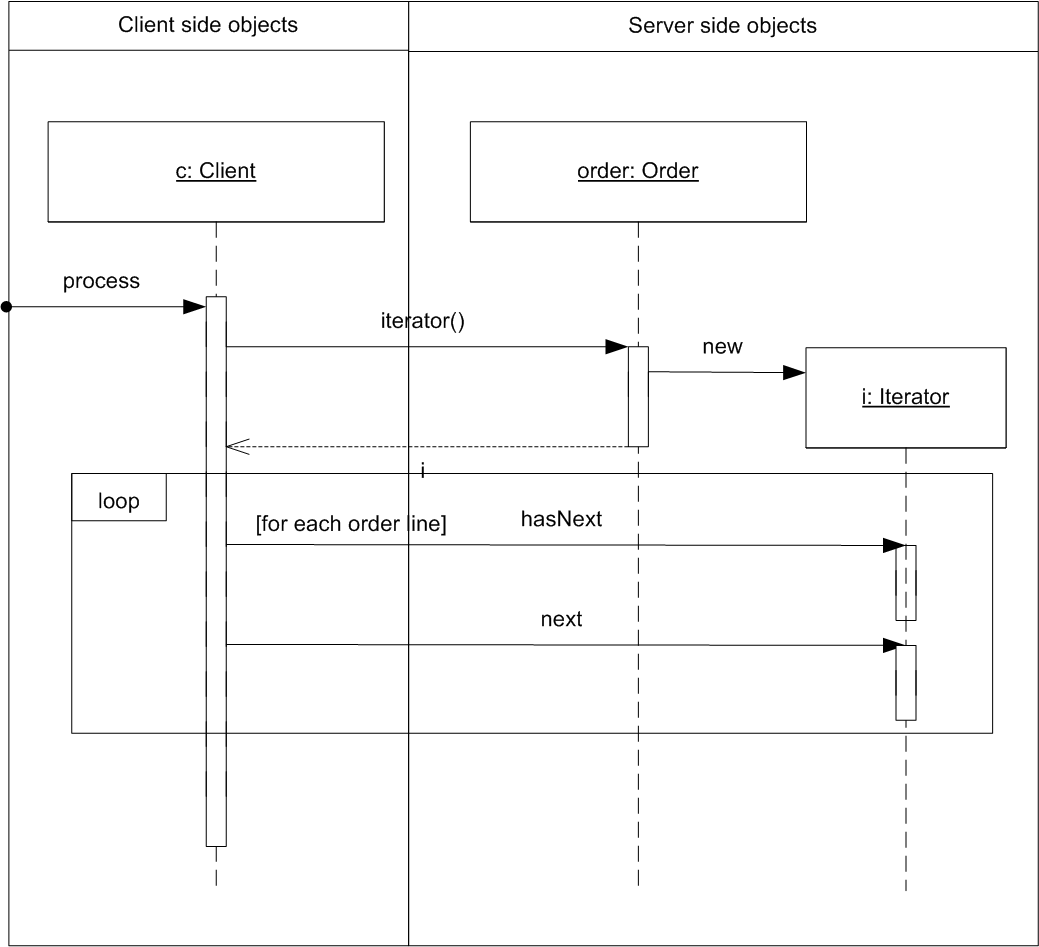 Client side objects
Server side objects
c: Client
order: Order
process
iterator()
new
i: Iterator
i
loop
[for each order line]
hasNext
next